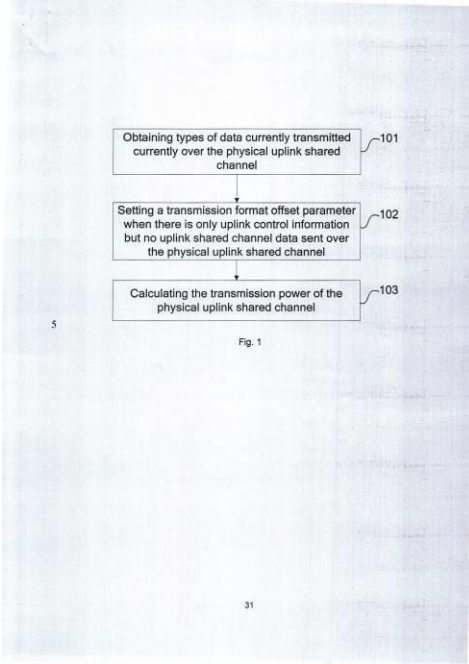 Obtaining types of data currently transmitted 101
currently over the physical uplink shared
channel
Setting a transmission format offset parameter 102
when there is only uplink control information
but no uplink shared channel data sent over
the physical uplink shared channel
Calculating the transmission power of the 103
physical uplink shared channel
5
Fig. 1
31